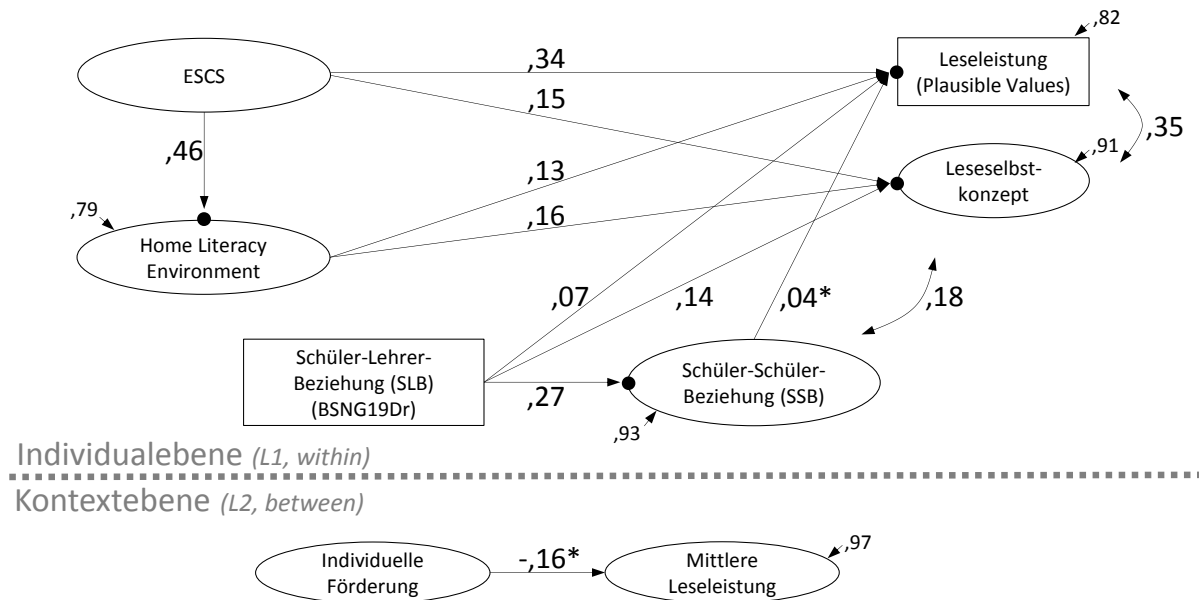 ,82
ESCS
,34
Leseleistung
(Plausible Values)
,15
,35
,46
,13
,91
Leseselbst-
konzept
,79
,16
Home Literacy
Environment
,07
,14
,04*
,18
Schüler-Lehrer-
Beziehung (SLB)
(BSNG19Dr)
,27
Schüler-Schüler-
Beziehung (SSB)
,93
Individualebene (L1, within)
Kontextebene (L2, between)
Individuelle
Förderung
-,16*
Mittlere
Leseleistung
,97